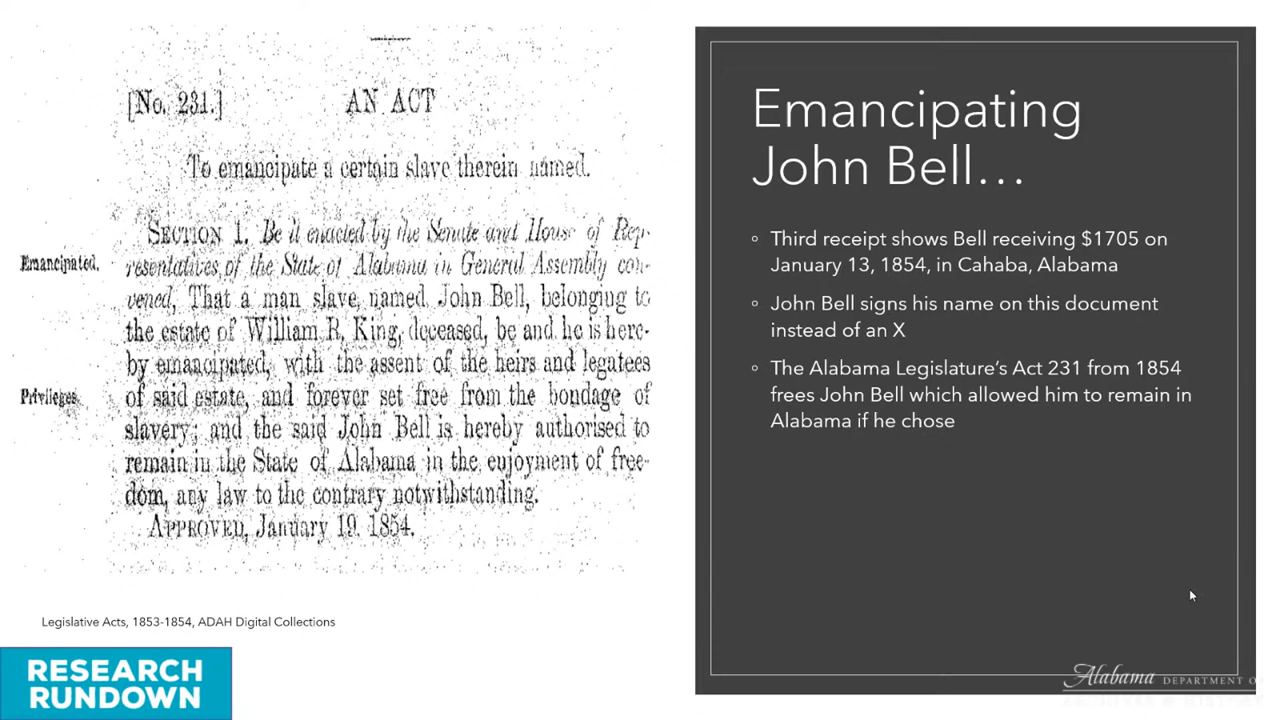 [No. 231.] AN ACT
To emancipate a certain slave therein named.
SECTION 1. Be it enacted by the Senate and House of Rep-
Emancipated. resentatives of the State of Alabama in General Assembly con-
vened, That a man slave named John Bell, belonging to
the estate of William R. King, deceased, be and he is here-
by emancipated, with the assent of the heirs and legatees
Privileges. of said estate, and forever set free from the bondage of
slavery; and the said John Bell is hereby authorised to
remain in the State of Alabama in the enjoyment of free-
dom, any law to the contrary notwithstanding.
APPROVED, January 19, 1854.
Legislative Acts, 1853-1854, ADAH Digital Collections
RESEARCH
RUNDOWN
Emancipating
John Bell…
Third receipt shows Bell receiving $1705 on
January 13, 1854, in Cahaba, Alabama
John Bell signs his name on this document
instead of an X
The Alabama Legislature's Act 231 from 1854
frees John Bell which allowed him to remain in
Alabama if he chose
Alabama DEPARTMENT